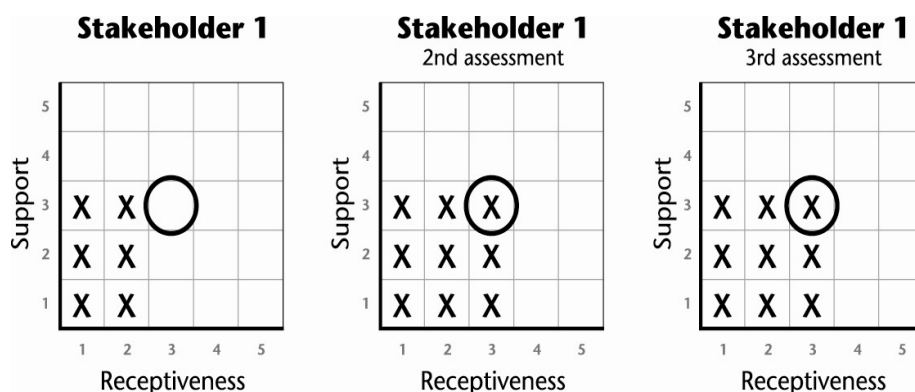 Stakeholder 1
Stakeholder 1
2nd assessment
Stakeholder 1
3rd assessment
5
4
3 X X
2 X X
1 X X
Support
1 2 3 4 5
Receptiveness
5
4
3 X X X
2 X X X
1 X X X
Support
1 2 3 4 5
Receptiveness
5
4
3 X X X
2 X X X
1 X X X
Support
1 2 3 4 5
Receptiveness